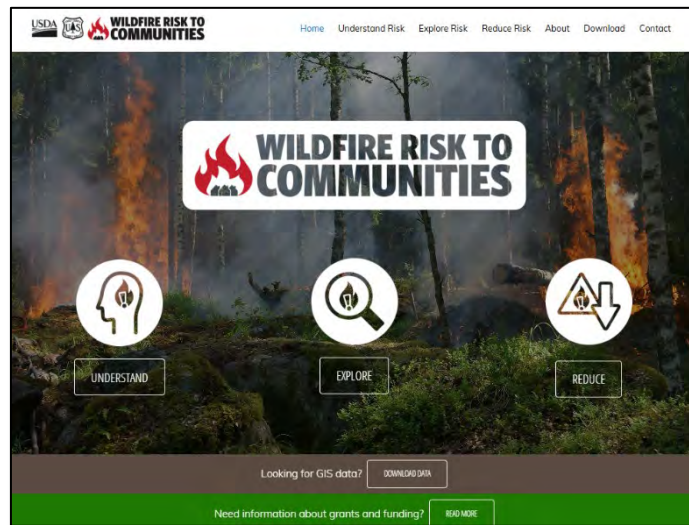 USDA
UAS
WILDFIRE RISK TO
COMMUNITIES
Home Understand Risk Explore Risk Reduce Risk About Download Contact
WILDFIRE RISK TO
COMMUNITIES
UNDERSTAND
EXPLORE
REDUCE
Looking for GIS data? DOWNLOAD DATA
Need information about grants and funding? READ MORE